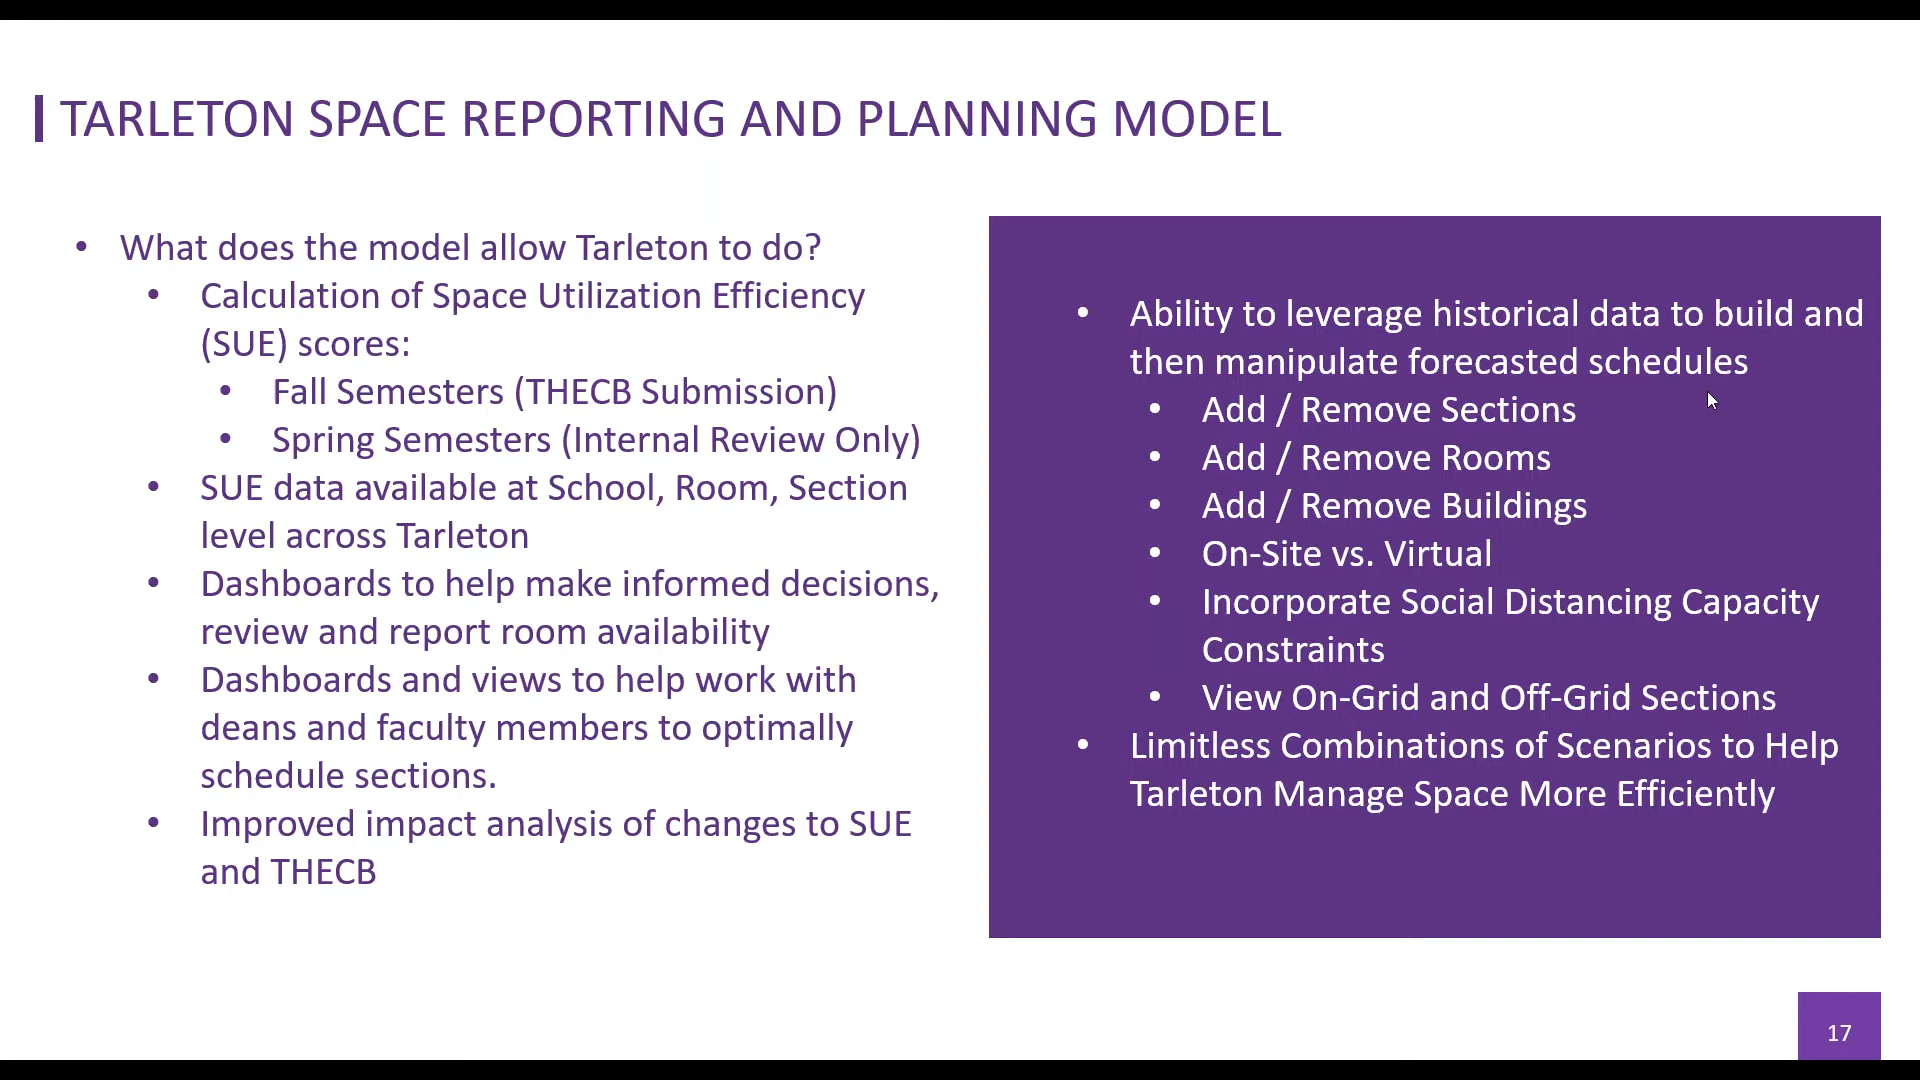 TARLETON SPACE REPORTING AND PLANNING MODEL
• What does the model allow Tarleton to do?
• Calculation of Space Utilization Efficiency
(SUE) scores:
• Fall Semesters (THECB Submission)
• Spring Semesters (Internal Review Only)
• SUE data available at School, Room, Section
level across Tarleton
• Dashboards to help make informed decisions,
review and report room availability
• Dashboards and views to help work with
deans and faculty members to optimally
schedule sections.
• Improved impact analysis of changes to SUE
and THECB
• Ability to leverage historical data to build and
then manipulate forecasted schedules
• Add / Remove Sections
• Add / Remove Rooms
• Add / Remove Buildings
• On-Site vs. Virtual
• Incorporate Social Distancing Capacity
Constraints
• View On-Grid and Off-Grid Sections
• Limitless Combinations of Scenarios to Help
Tarleton Manage Space More Efficiently
17